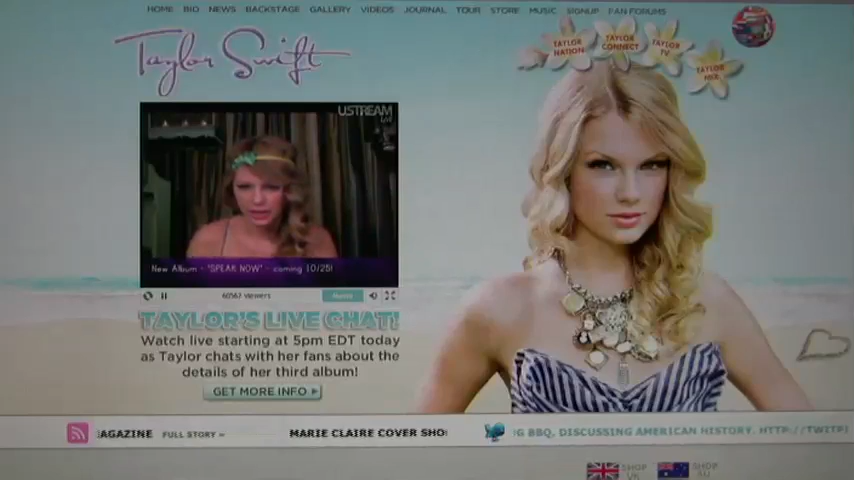 HOME BIO NEWS BACKSTAGE GALLERY VIDEOS JOURNAL TOUR STORE MUSIC SIGNUP FAN FORUMS
Taylor Swift
TAYLOR NATION
TAYLOR CONNECT
TAYLOR TV
TAYLOR
USTREAM
New Album - "SPEAK NOW" - coming 10/25!
60567 viewers
TAYLOR'S LIVE CHAT!
Watch live starting at 5pm EDT today
as Taylor chats with her fans about the
details of her third album!
GET MORE INFO
AGAZINE FULL STORY MARIE CLAIRE COVER SHO
G BBQ, DISCUSSING AMERICAN HISTORY. HTTP://TWITP
SHOP UK
SHOP